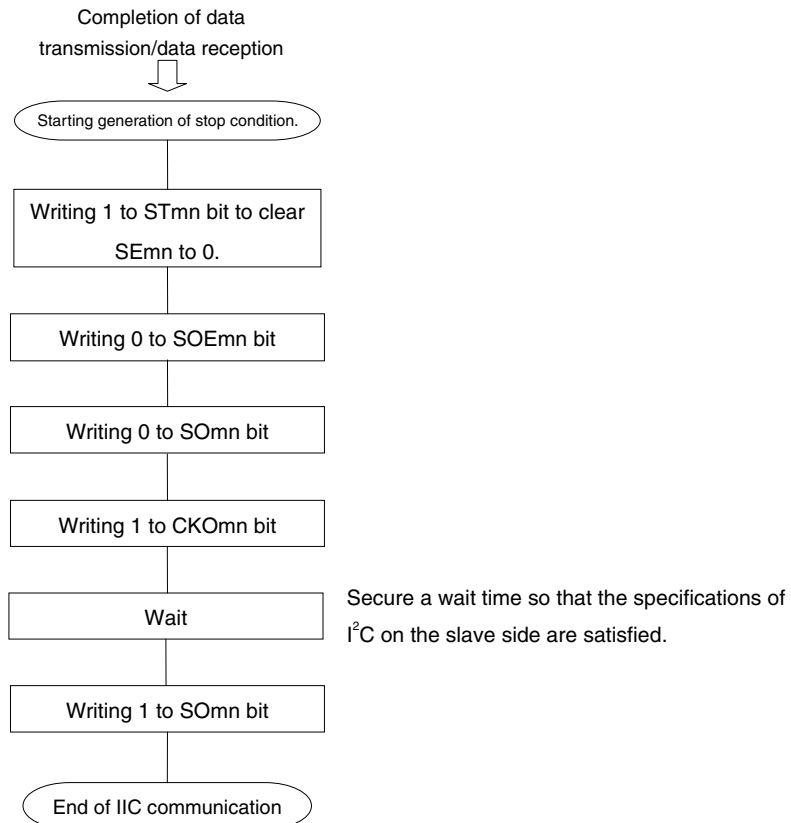 Completion of data
transmission/data reception
Starting generation of stop condition.
Writing 1 to STmn bit to clear
SEmn to 0.
Writing 0 to SOEmn bit
Writing 0 to SOmn bit
Writing 1 to CKOmn bit
Wait
Secure a wait time so that the specifications of
I²C on the slave side are satisfied.
Writing 1 to SOmn bit
End of IIC communication